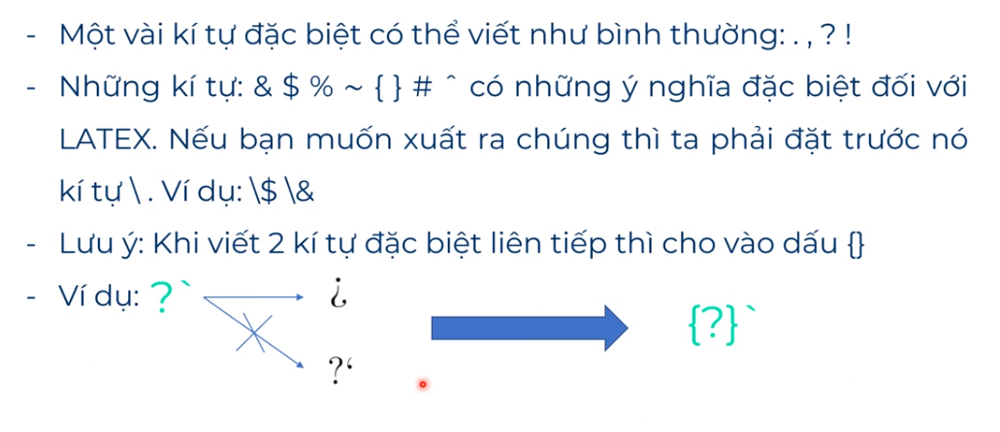 - Một vài kí tự đặc biệt có thể viết như bình thường: . , ? !
- Những kí tự: & $ % ~ { } # ^ có những ý nghĩa đặc biệt đối với
LATEX. Nếu bạn muốn xuất ra chúng thì ta phải đặt trước nó
kí tự \ . Ví dụ: \$ \&
- Lưu ý: Khi viết 2 kí tự đặc biệt liên tiếp thì cho vào dấu {}
- Ví dụ: ?`
¿
{?}`
?‘